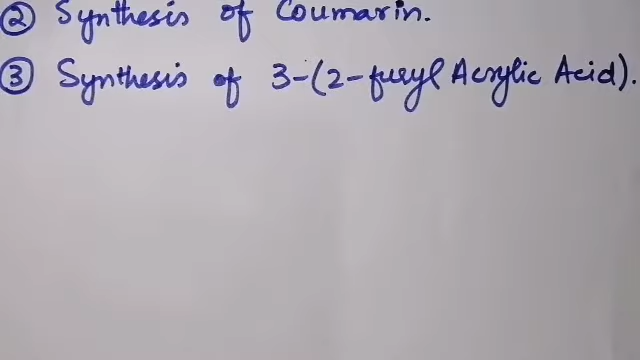 ② Synthesis of Coumarin.
③ Synthesis of 3-(2-furyl Acrylic Acid).